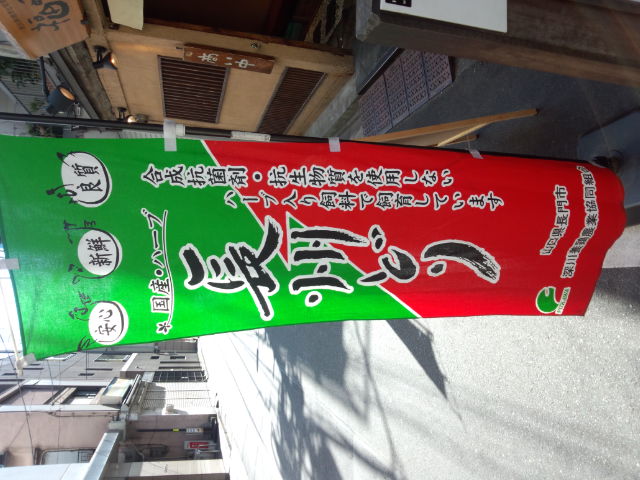 良質
新鮮
安心
合成抗菌剤・抗生物質を使用しない
ハーブ入り飼料で飼育しています
※国産・ハーブ
長州どり
山口県長門市
深川養鶏農業協同組合